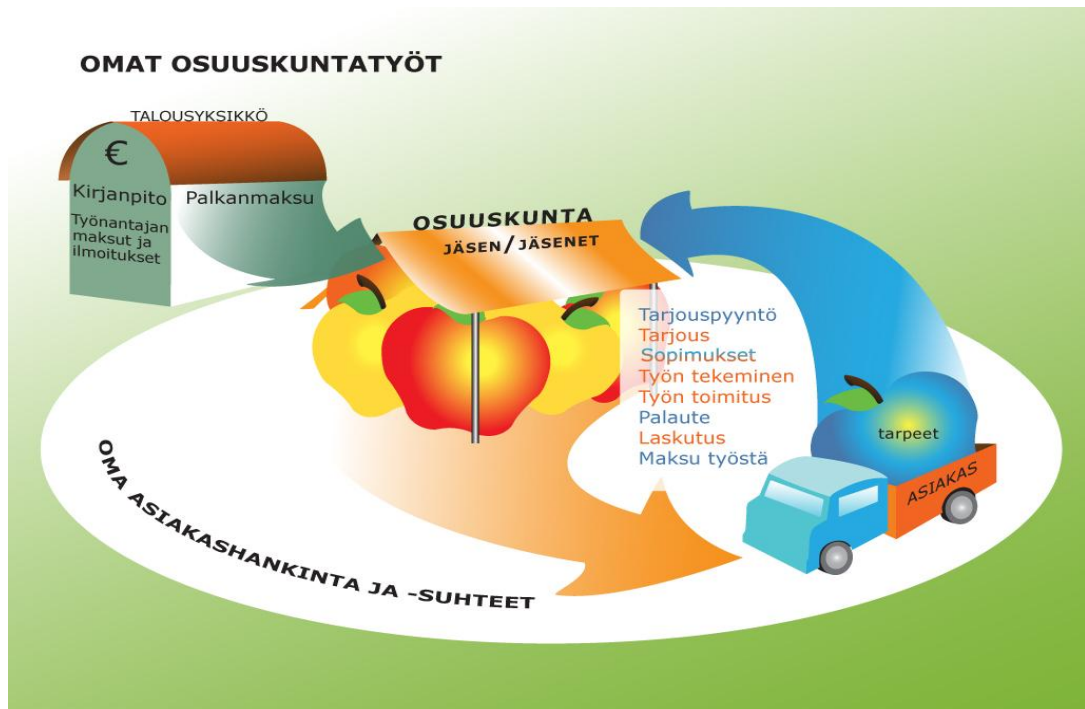 OMAT OSUUSKUNTATYÖT
TALOUSYKSIKKÖ
€
Kirjanpito
Työnantajan
maksut ja
ilmoitukset
Palkanmaksu
OSUUSKUNTA
JÄSEN/JÄSENET
Tarjouspyyntö
Tarjous
Sopimukset
Työn tekeminen
Työn toimitus
Palaute
Laskutus
Maksu työstä
tarpeet
ASIAKAS
OMA ASIAKASHANKINTA JA -SUHTEET